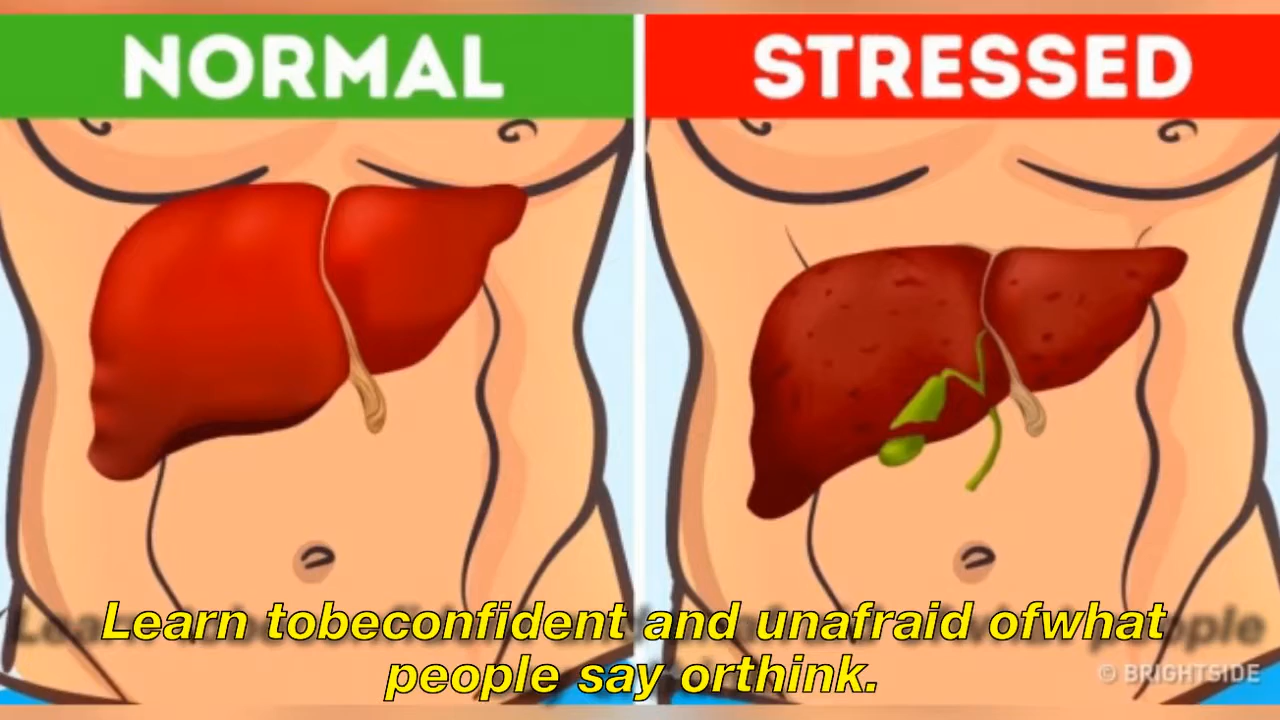 NORMAL
STRESSED
Learn tobeconfident and unafraid ofwhat
people say orthink.
© BRIGHTSIDE